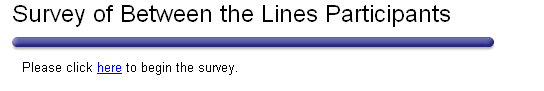 Survey of Between the Lines Participants
Please click here to begin the survey.